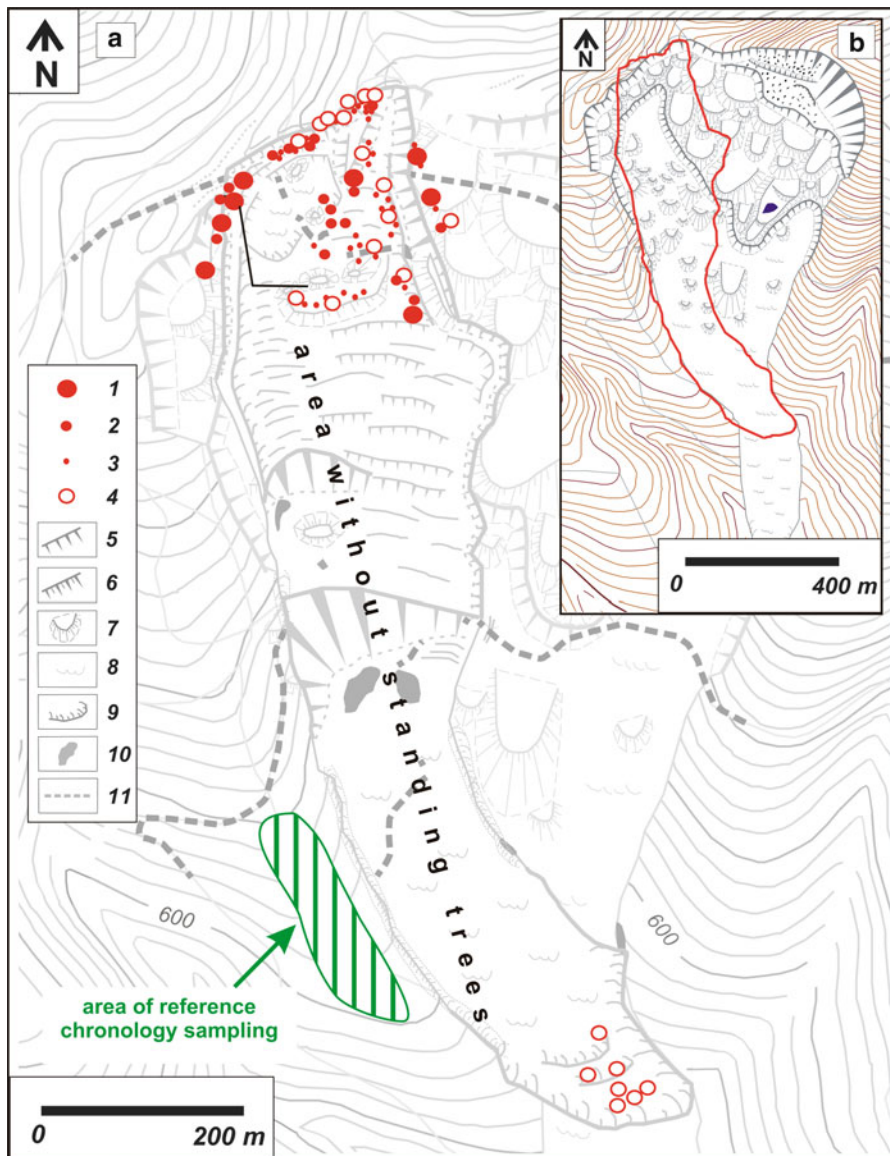 a
N
b
N
1
2
3
4
5
6
7
8
9
10
11
area without standing trees
600
600
area of reference
chronology sampling
0 400 m
0 200 m